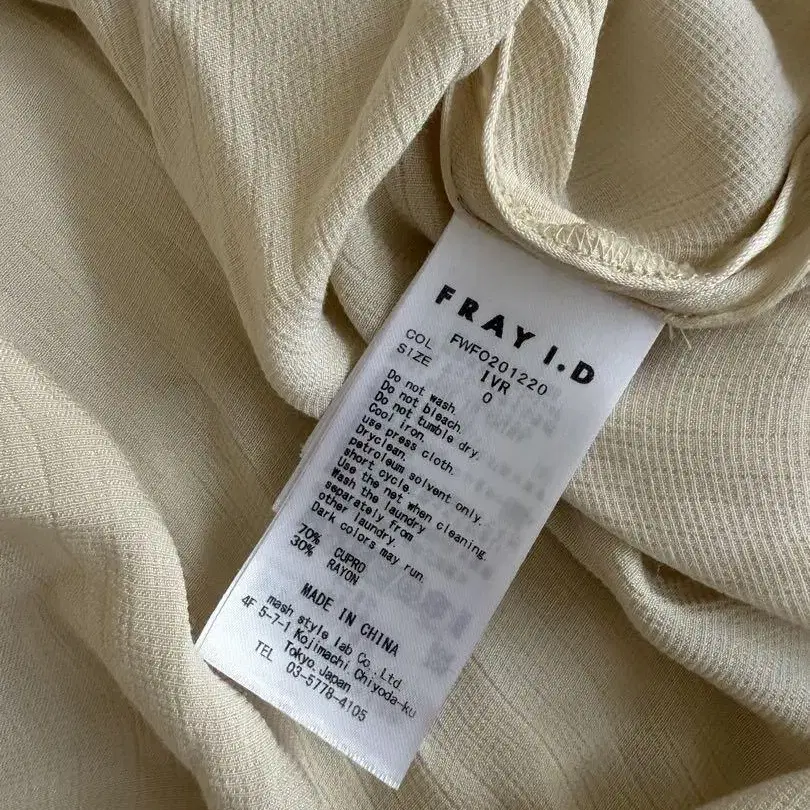 FRAY I.D
FWFO201220
COL IVR
SIZE 0
Do not wash.
Do not bleach.
Do not tumble dry.
Cool iron.
use press cloth.
Dryclean.
petroleum solvent only.
short cycle.
Use the net when cleaning.
Wash the laundry
separately from
other laundry.
Dark colors may run.
70% CUPRO
30% RAYON
MADE IN CHINA
mash style lab Co.,Ltd
4F 5-7-1 Kojimachi Chiyoda-ku
Tokyo.Japan
TEL 03-5778-4105